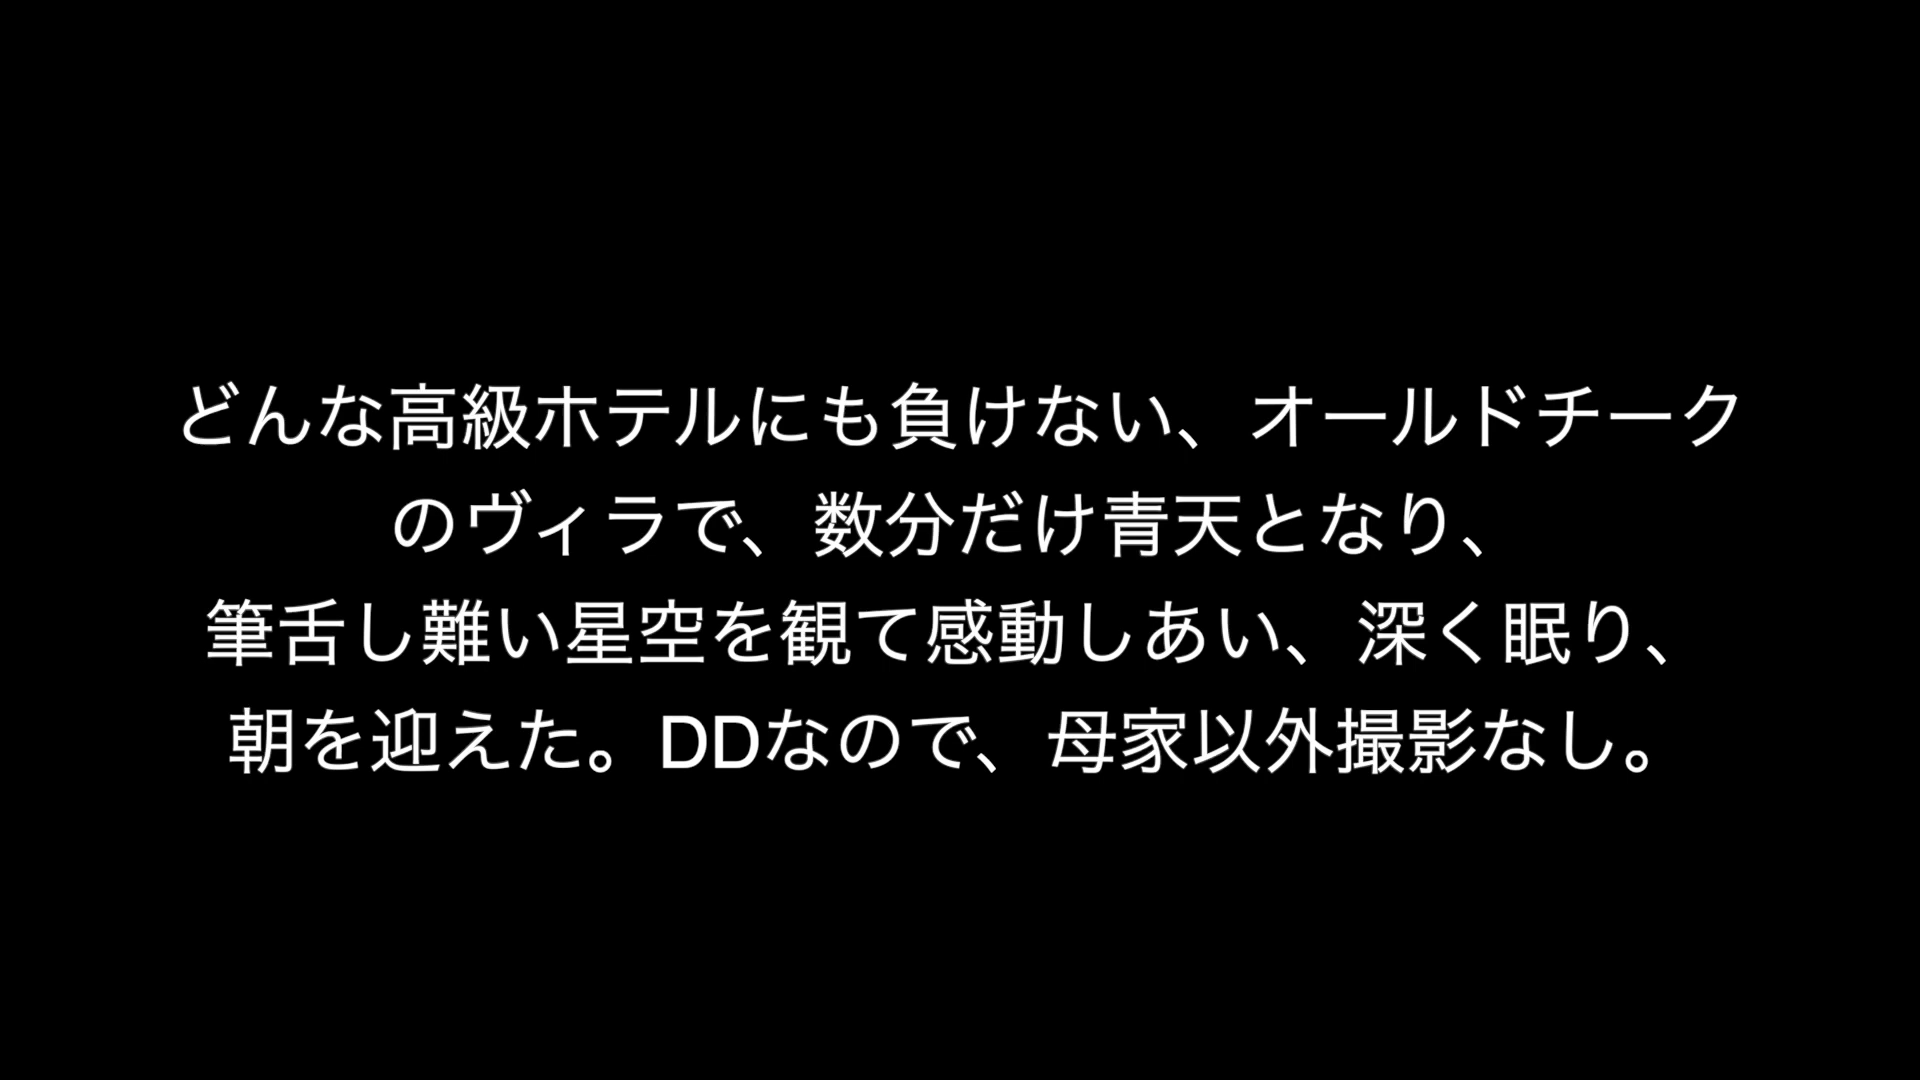 どんな高級ホテルにも負けない、オールドチーク
のヴィラで、数分だけ青天となり、
筆舌し難い星空を観て感動しあい、深く眠り、
朝を迎えた。DDなので、母家以外撮影なし。